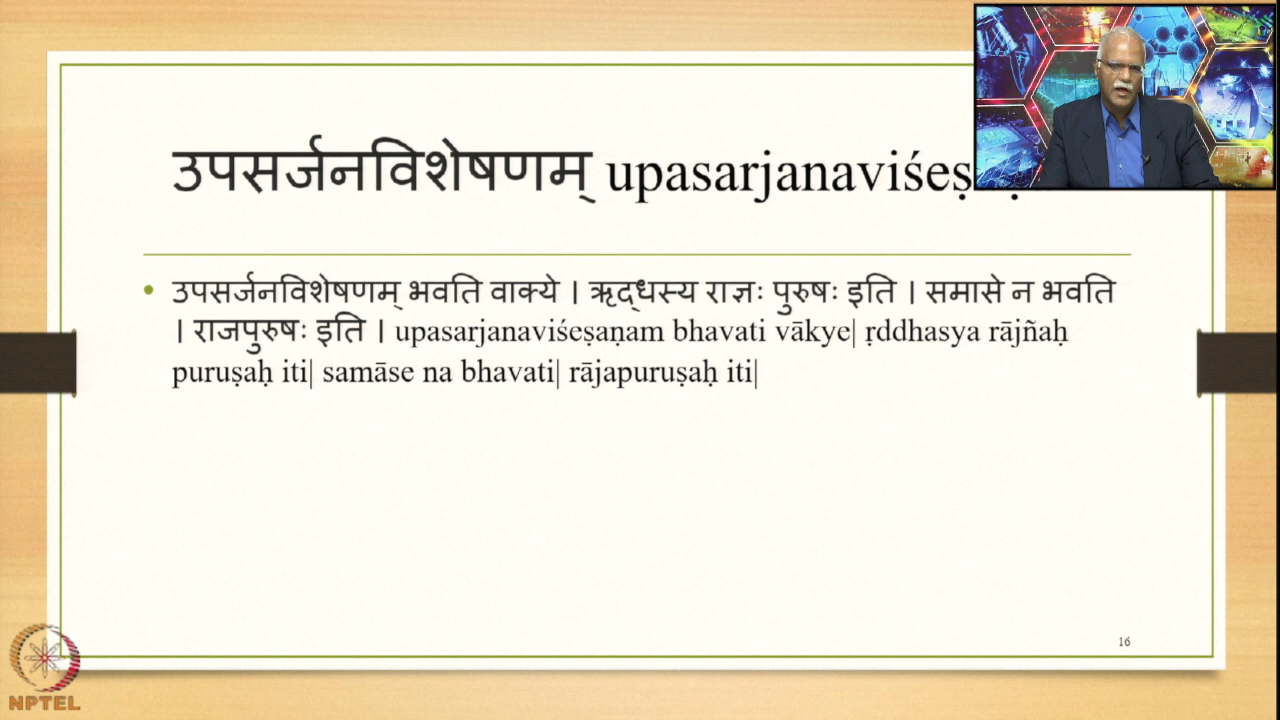 उपसर्जनविशेषणम् upasarjanaviśeṣ
उपसर्जनविशेषणम् भवति वाक्ये । ऋद्धस्य राज्ञः पुरुषः इति । समासे न भवति
। राजपुरुषः इति । upasarjanaviśeṣaṇam bhavati vākye| ṛddhasya rājñaḥ
puruṣaḥ iti| samāse na bhavati| rājapuruṣaḥ iti|
16
NPTEL